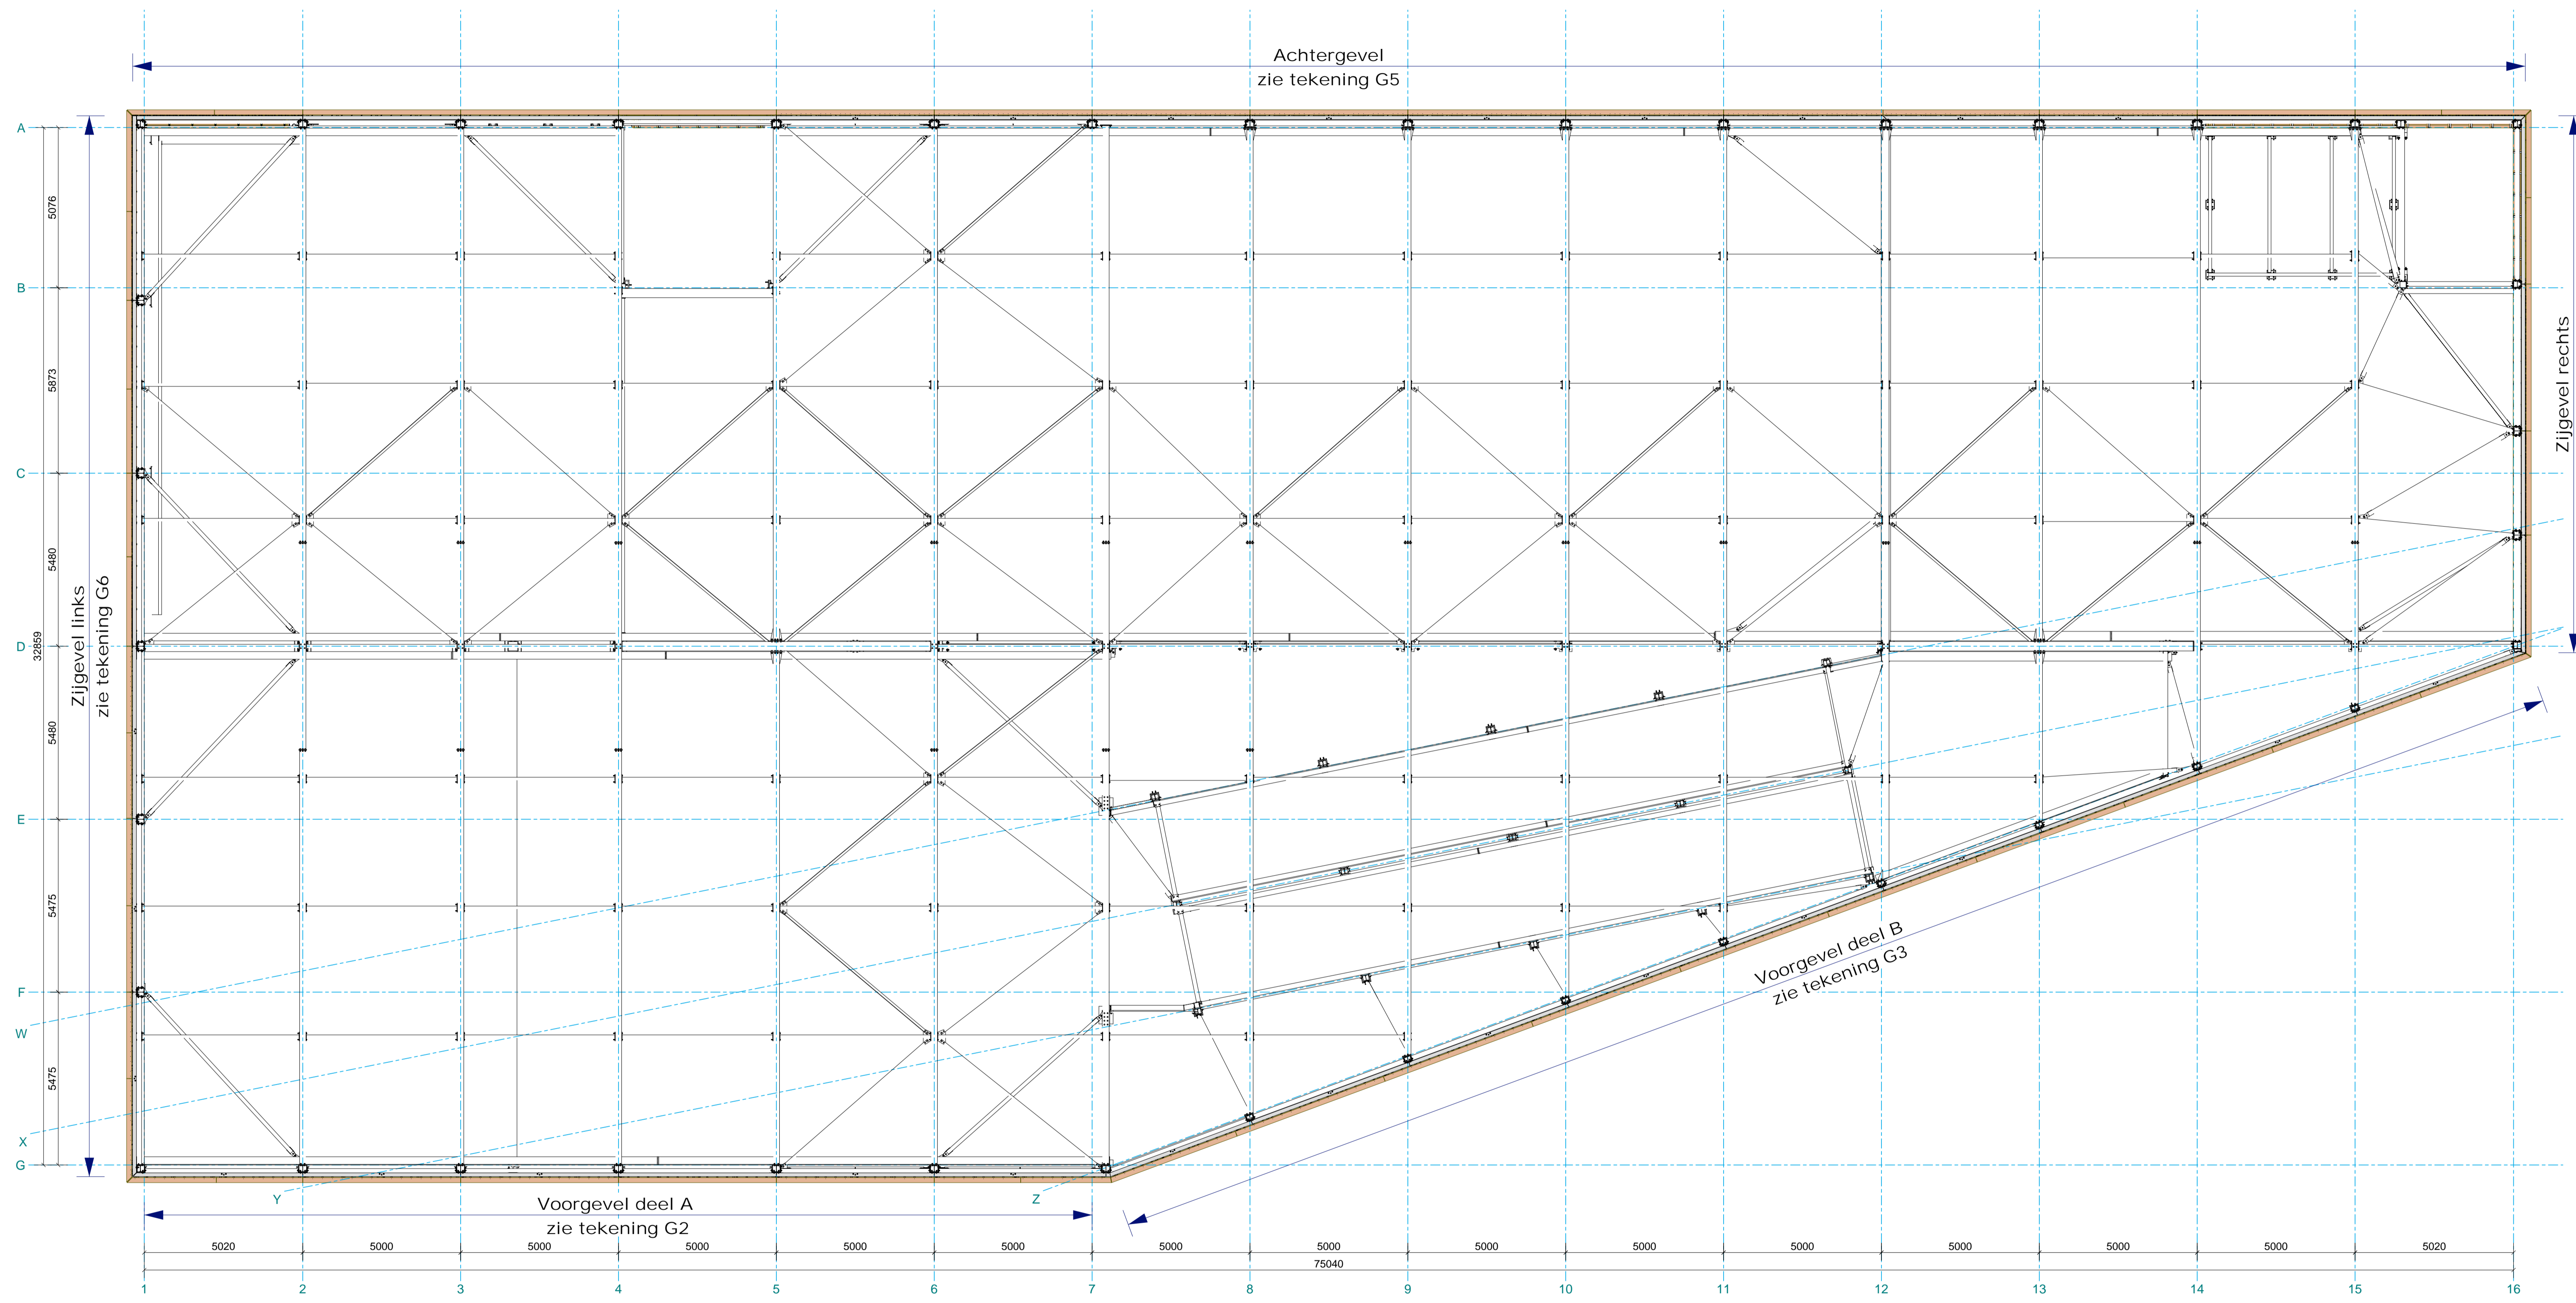 Achtergevel
zie tekening G5
A
B
C
D
E
F
W
X
G
Y
Z
5076
5873
5480
5480
5475
5475
32859
Zijgevel links
zie tekening G6
Zijgevel rechts
Voorgevel deel B
zie tekening G3
Voorgevel deel A
zie tekening G2
5020 5000 5000 5000 5000 5000 5000 5000 5000 5000 5000 5000 5000 5000 5020
75040
1 2 3 4 5 6 7 8 9 10 11 12 13 14 15 16